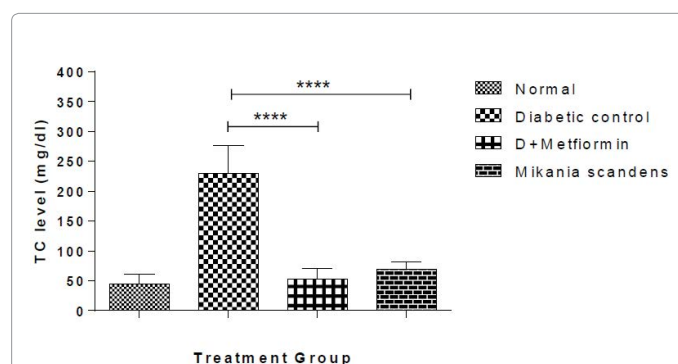 400
350
300
250
200
150
100
50
0
TC level (mg/dl)
****
****
Normal
Diabetic control
D+Metfiormin
Mikania scandens
Treatment Group